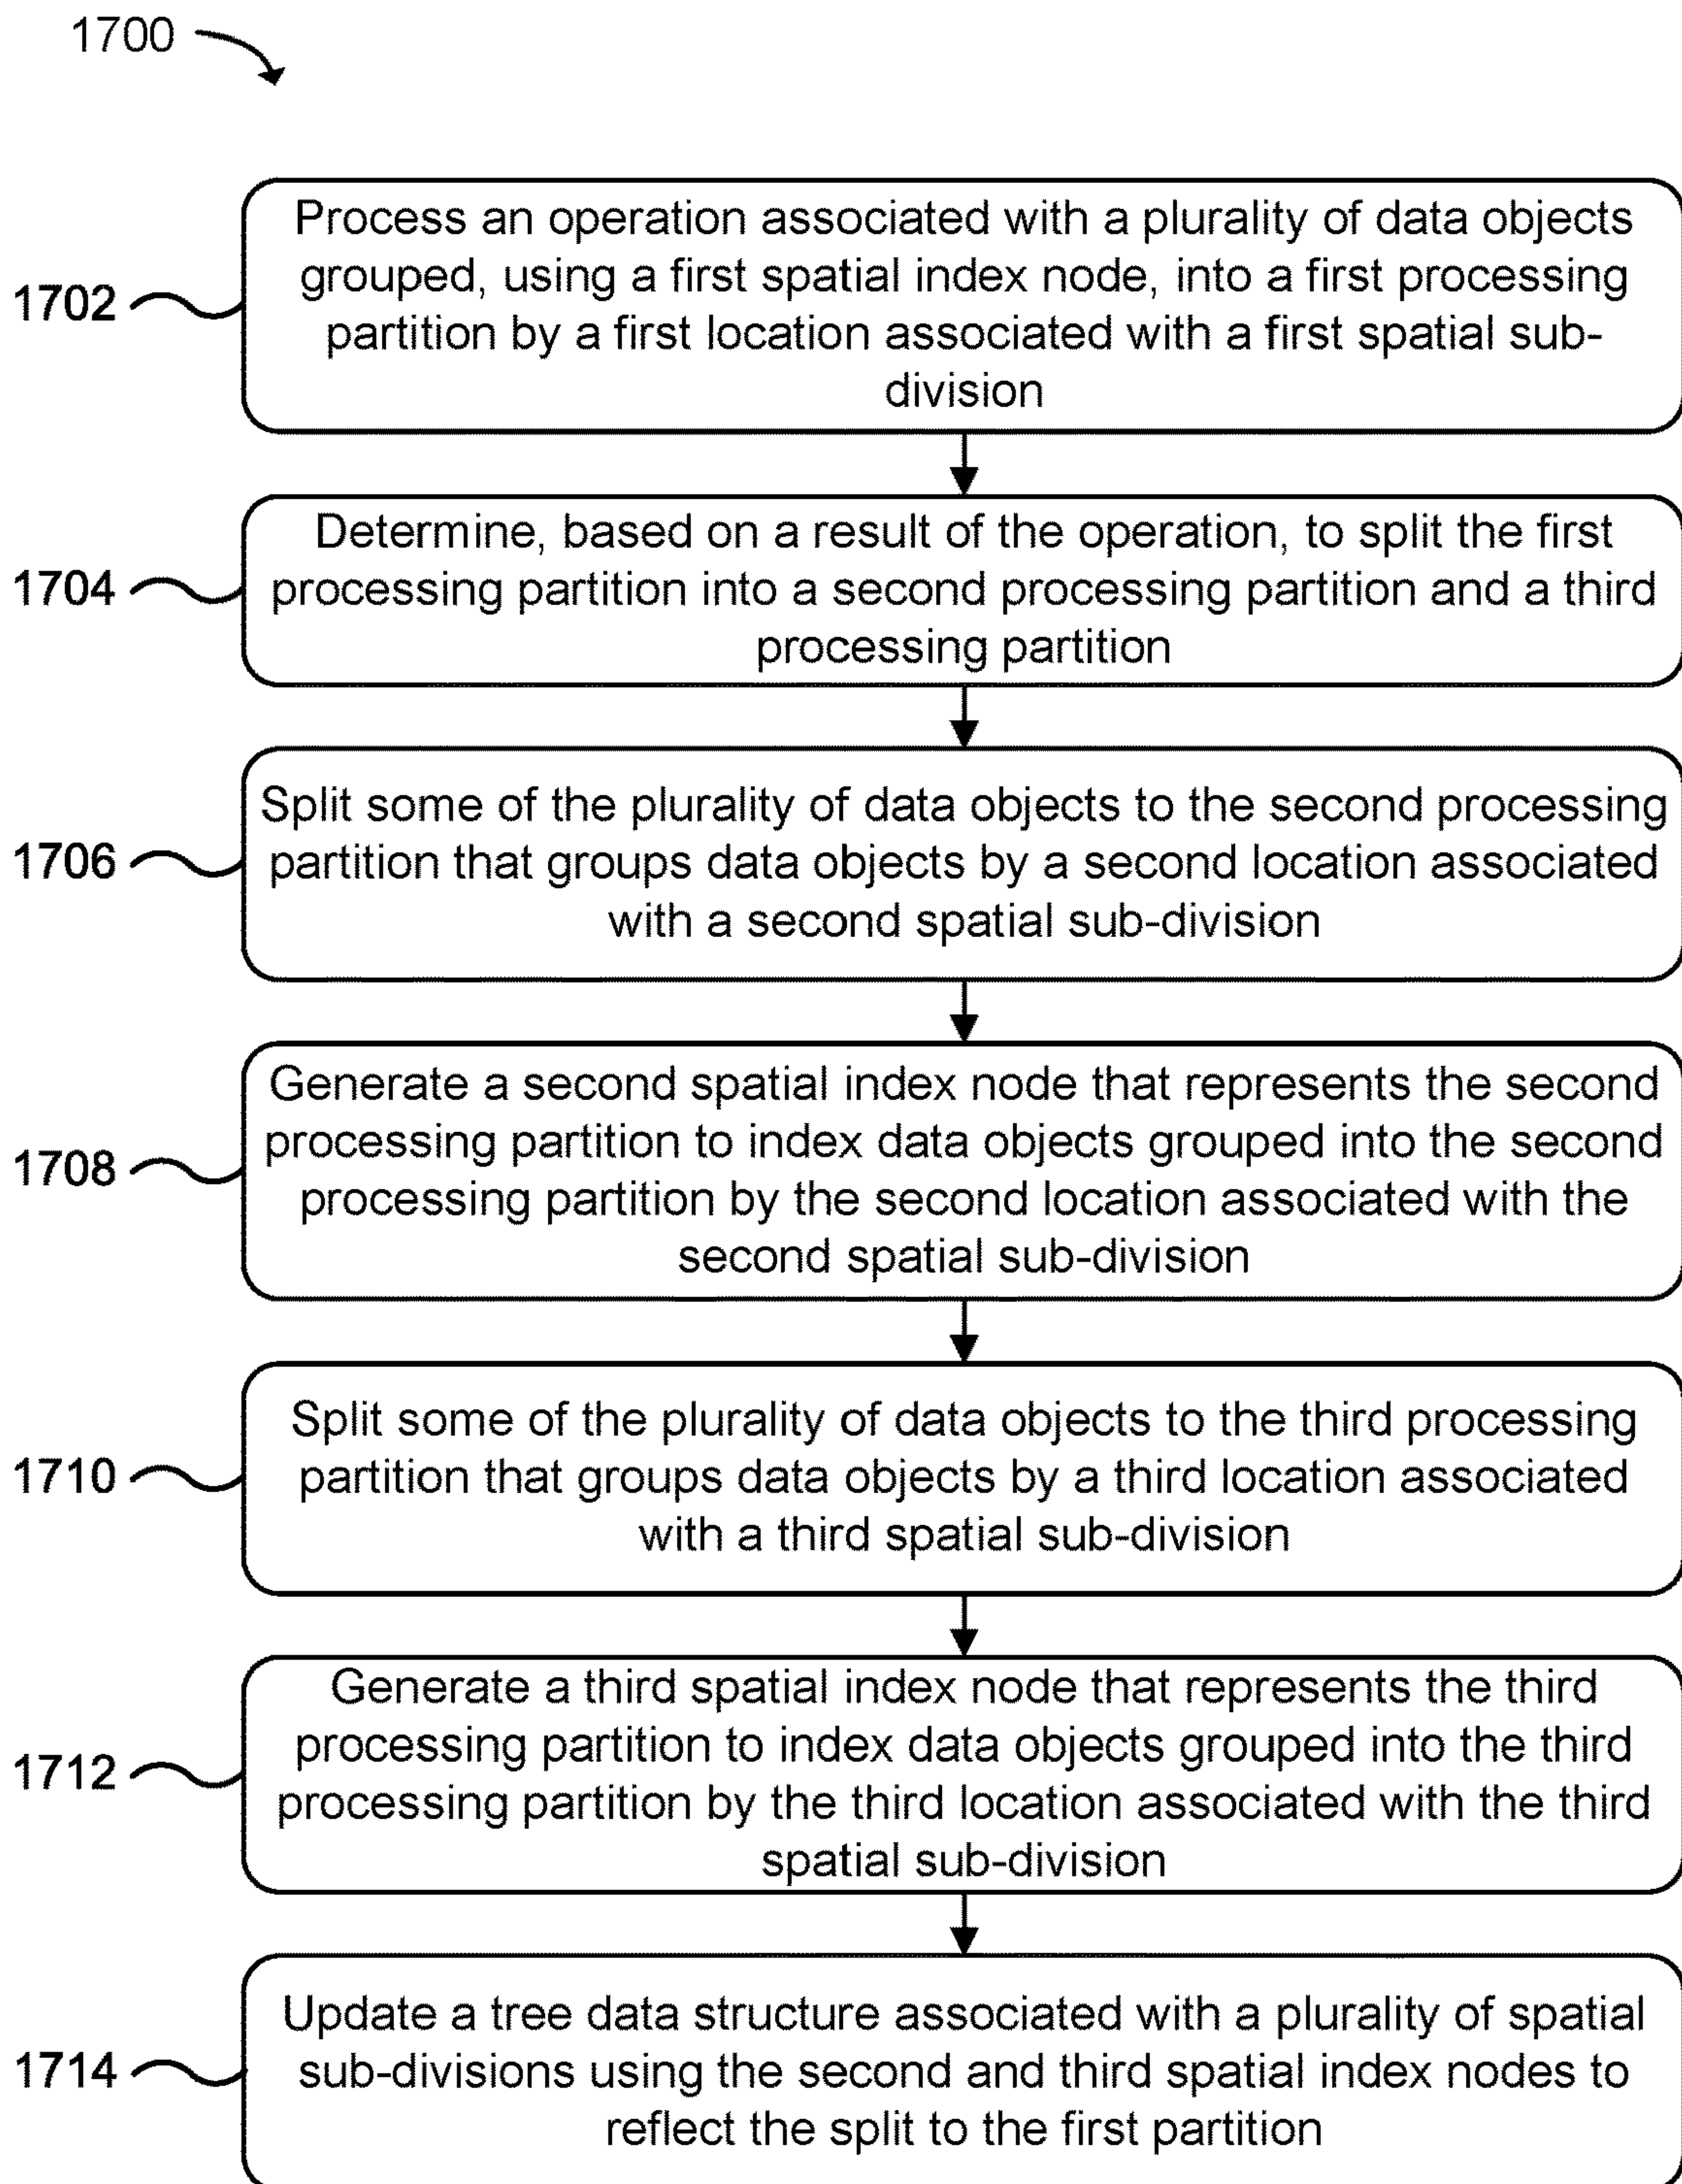 1700
1702
Process an operation associated with a plurality of data objects
grouped, using a first spatial index node, into a first processing
partition by a first location associated with a first spatial sub-
division
1704
Determine, based on a result of the operation, to split the first
processing partition into a second processing partition and a third
processing partition
1706
Split some of the plurality of data objects to the second processing
partition that groups data objects by a second location associated
with a second spatial sub-division
1708
Generate a second spatial index node that represents the second
processing partition to index data objects grouped into the second
processing partition by the second location associated with the
second spatial sub-division
1710
Split some of the plurality of data objects to the third processing
partition that groups data objects by a third location associated
with a third spatial sub-division
1712
Generate a third spatial index node that represents the third
processing partition to index data objects grouped into the third
processing partition by the third location associated with the third
spatial sub-division
1714
Update a tree data structure associated with a plurality of spatial
sub-divisions using the second and third spatial index nodes to
reflect the split to the first partition